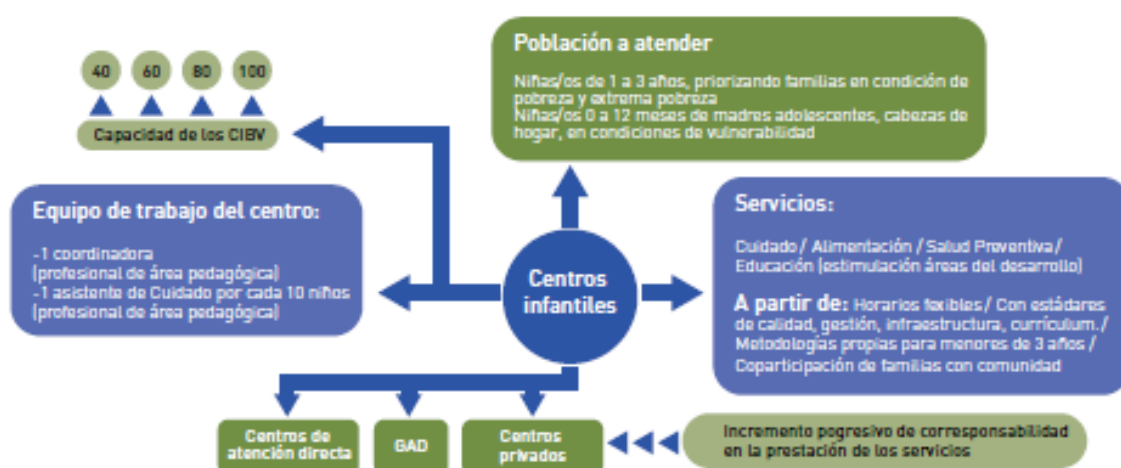 40 60 80 100
Capacidad de los CIBV
Población a atender
Niñas/os de 1 a 3 años, priorizando familias en condición de
pobreza y extrema pobreza
Niñas/os 0 a 12 meses de madres adolescentes, cabezas de
hogar, en condiciones de vulnerabilidad
Equipo de trabajo del centro:
-1 coordinadora
(profesional de área pedagógica)
-1 asistente de Cuidado por cada 10 niños
(profesional de área pedagógica)
Centros
infantiles
Servicios:
Cuidado / Alimentación / Salud Preventiva /
Educación (estimulación áreas del desarrollo)
A partir de: Horarios fexibles / Con estádares
de calidad, gestión, infraestructura, currículum. /
Metodologías propias para menores de 3 años /
Coparticipación de familias con comunidad
Centros de
atención directa
GAD
Centros
privados
Incremento pogresivo de corresponsabilidad
en la prestación de los servicios